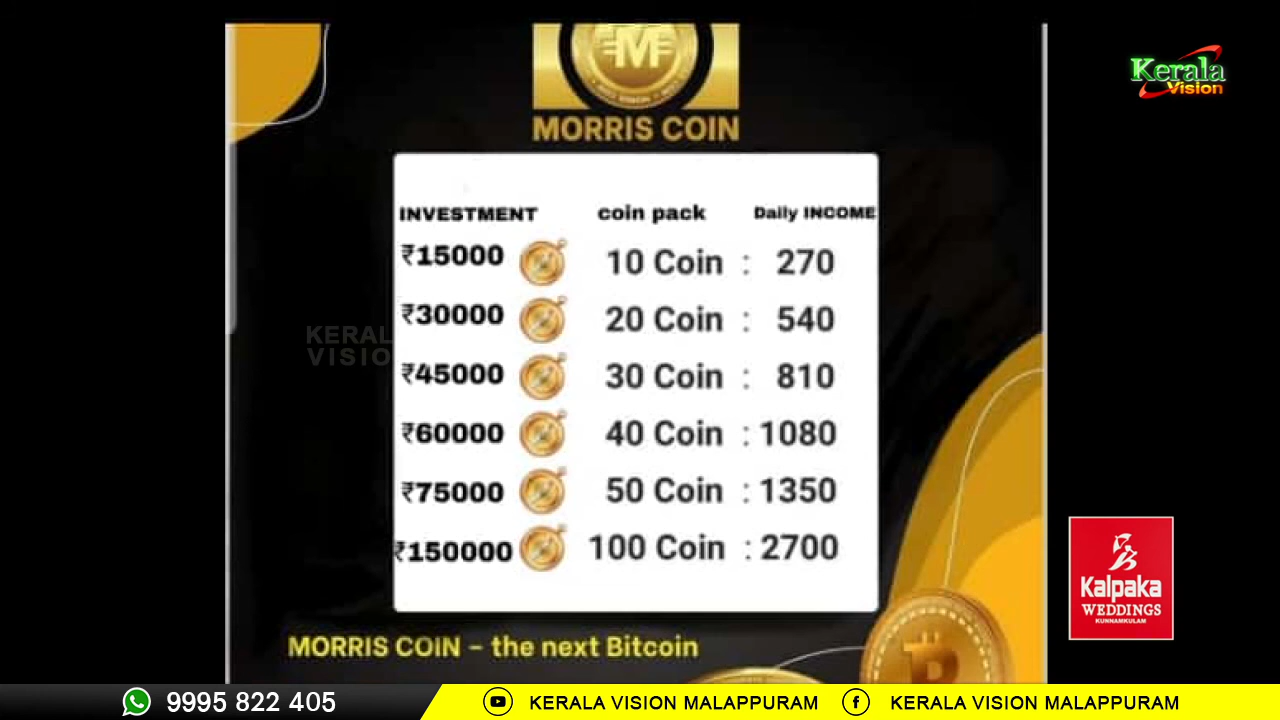 Kerala
Vision
M
MORRIS COIN
INVESTMENT coin pack Daily INCOME
₹15000 10 Coin : 270
₹30000 20 Coin : 540
KERAL
VISIO
₹45000 30 Coin : 810
₹60000 40 Coin : 1080
₹75000 50 Coin : 1350
₹150000 100 Coin : 2700
Kalpaka
WEDDINGS
KUNNAMKULAM
MORRIS COIN – the next Bitcoin
9995 822 405 KERALA VISION MALAPPURAM KERALA VISION MALAPPURAM